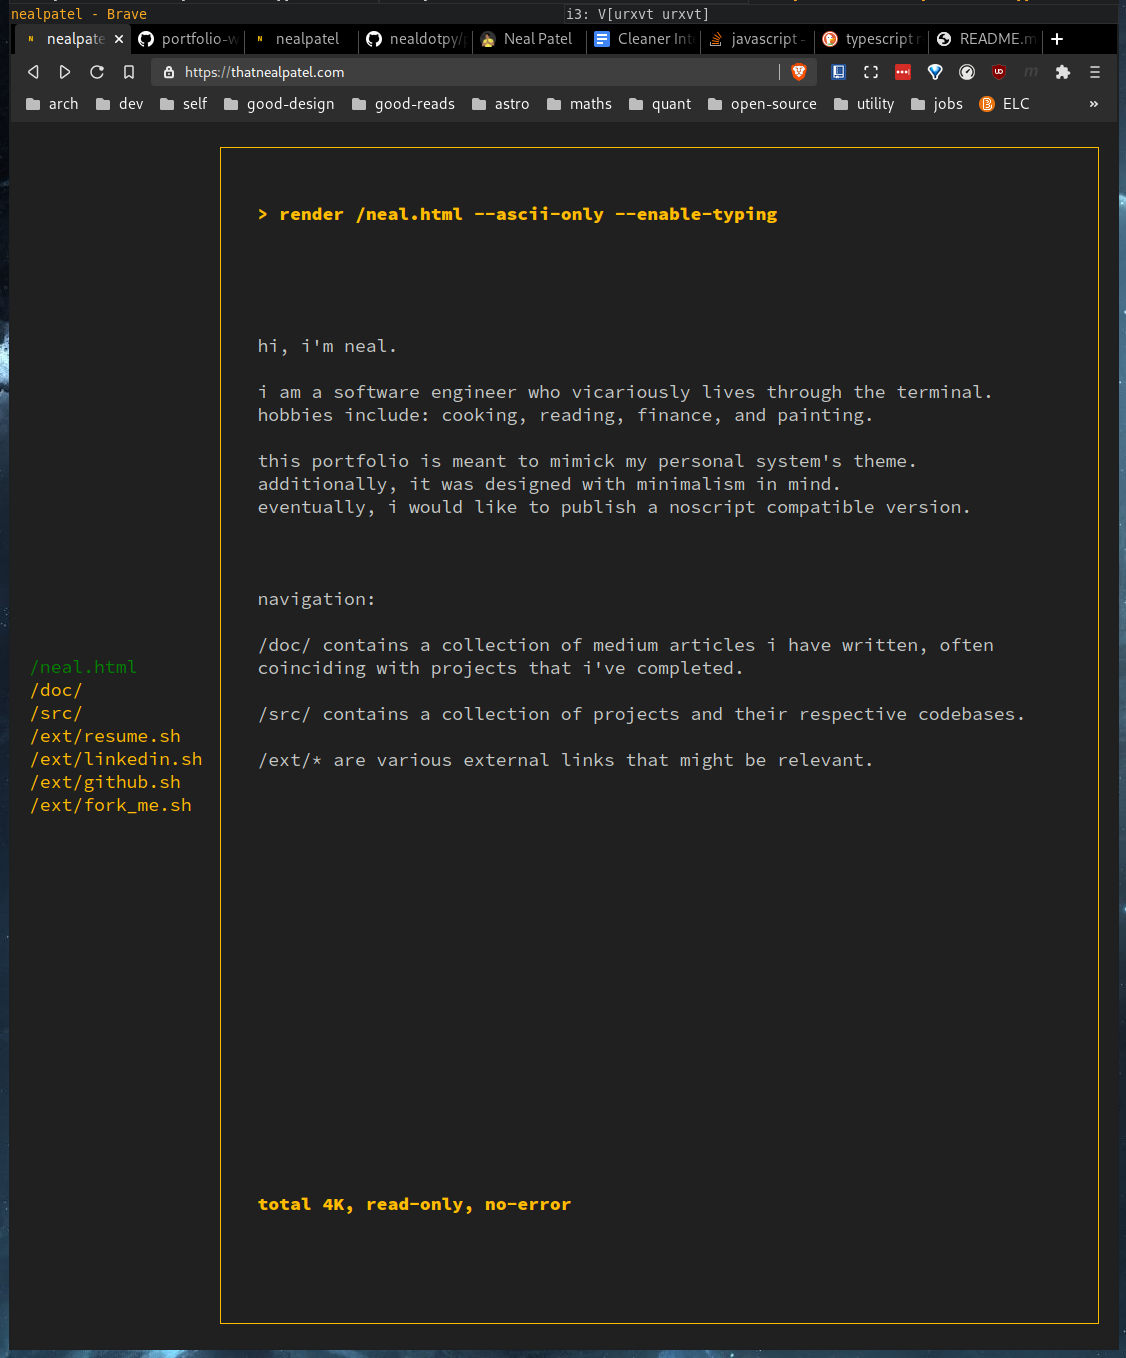 nealpatel - Brave
i3: V[urxvt urxvt]
nealpate
portfolio-w
nealpatel
nealdotpy/
Neal Patel
Cleaner Int
javascript -
typescript r
README.m
https://thatnealpatel.com
arch dev self good-design good-reads astro maths quant open-source utility jobs ELC »
> render /neal.html --ascii-only --enable-typing
hi, i'm neal.
i am a software engineer who vicariously lives through the terminal.
hobbies include: cooking, reading, finance, and painting.
this portfolio is meant to mimick my personal system's theme.
additionally, it was designed with minimalism in mind.
eventually, i would like to publish a noscript compatible version.
navigation:
/doc/ contains a collection of medium articles i have written, often
coinciding with projects that i've completed.
/src/ contains a collection of projects and their respective codebases.
/ext/* are various external links that might be relevant.
/neal.html
/doc/
/src/
/ext/resume.sh
/ext/linkedin.sh
/ext/github.sh
/ext/fork_me.sh
total 4K, read-only, no-error